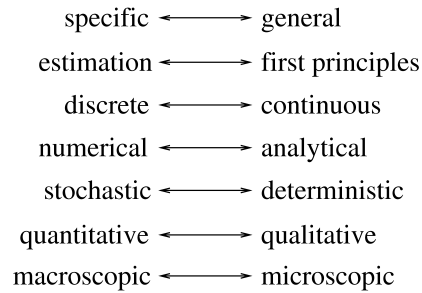 specific ↔ general
estimation ↔ first principles
discrete ↔ continuous
numerical ↔ analytical
stochastic ↔ deterministic
quantitative ↔ qualitative
macroscopic ↔ microscopic